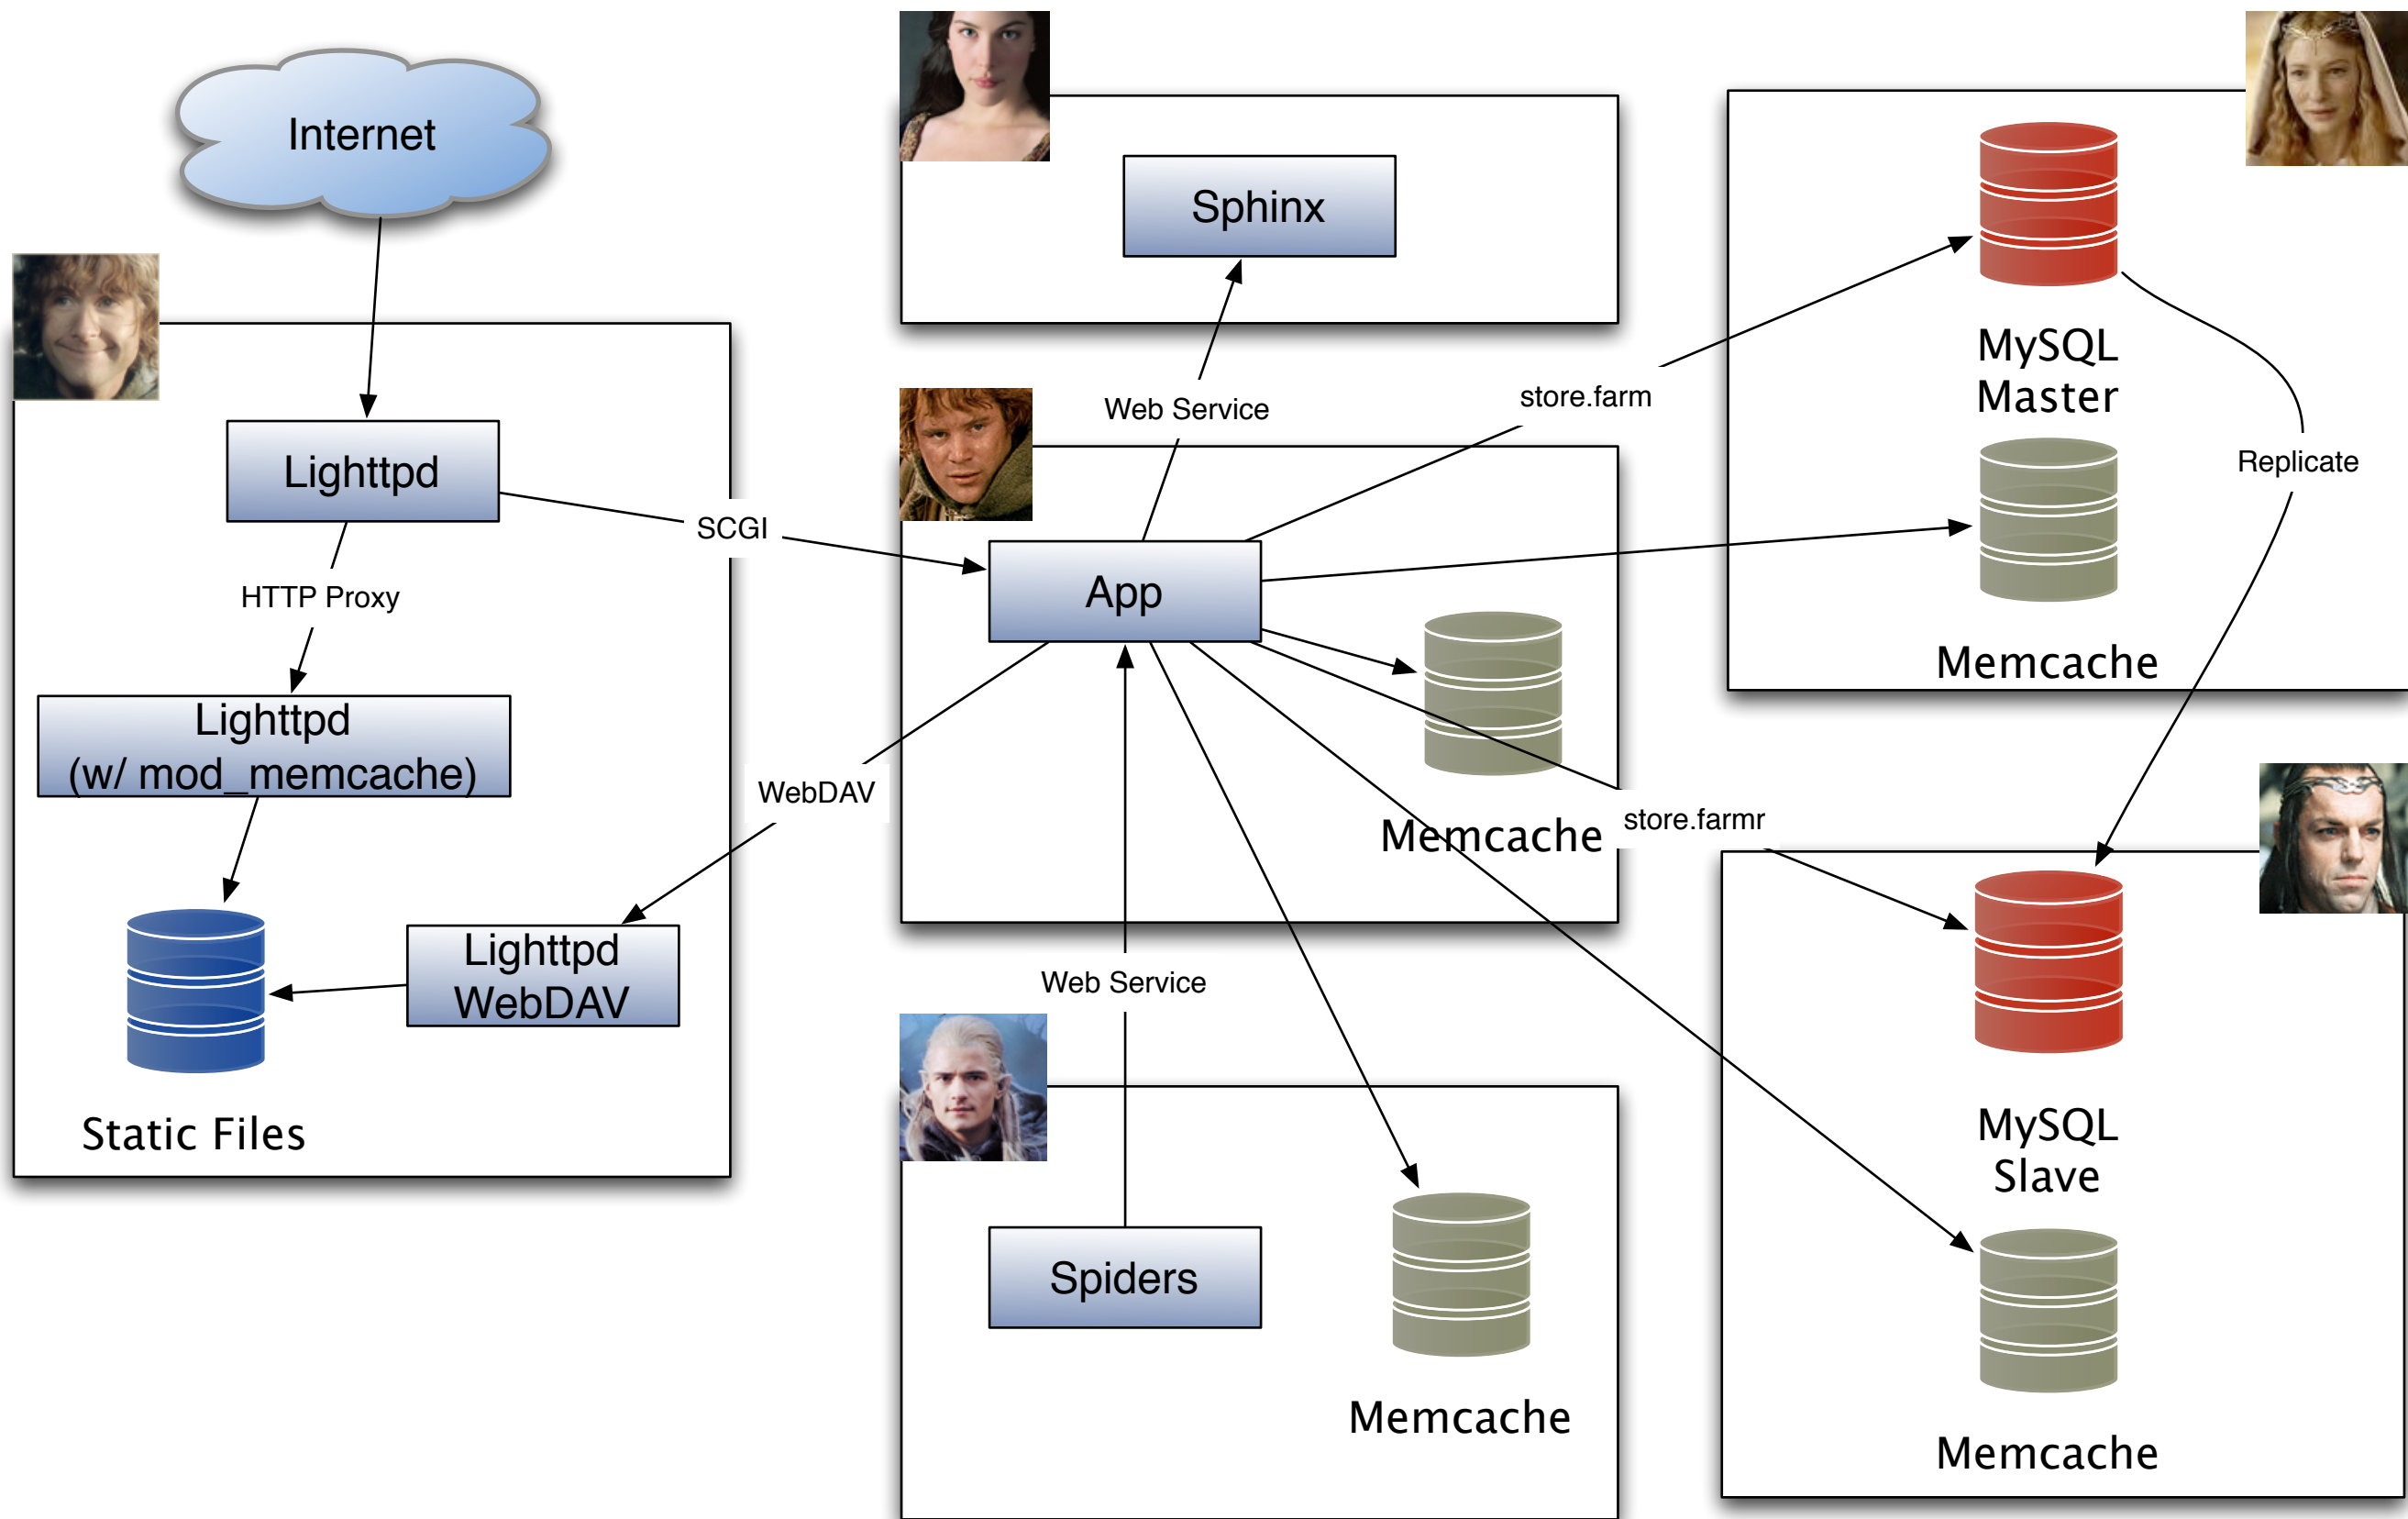 Internet
Lighttpd
SCGI
HTTP Proxy
Lighttpd
(w/ mod_memcache)
WebDAV
Lighttpd
WebDAV
Static Files
Sphinx
Web Service
store.farm
App
Memcache
store.farmr
Web Service
Spiders
Memcache
MySQL
Master
Replicate
Memcache
MySQL
Slave
Memcache